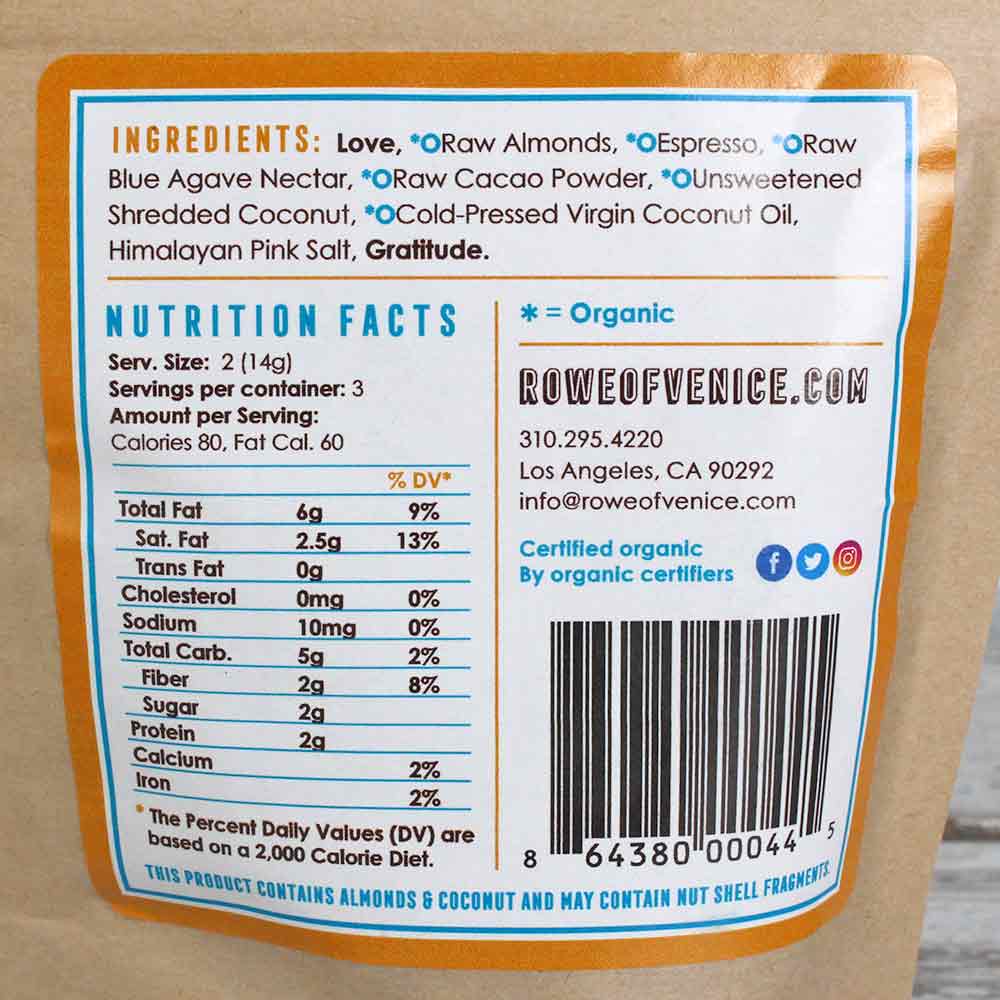 INGREDIENTS: Love, *ORaw Almonds, *OEspresso, *ORaw
Blue Agave Nectar, *ORaw Cacao Powder, *OUnsweetened
Shredded Coconut, *OCold-Pressed Virgin Coconut Oil,
Himalayan Pink Salt, Gratitude.
NUTRITION FACTS
Serv. Size: 2 (14g)
Servings per container: 3
Amount per Serving:
Calories 80, Fat Cal. 60
% DV*
Total Fat 6g 9%
Sat. Fat 2.5g 13%
Trans Fat 0g
Cholesterol 0mg 0%
Sodium 10mg 0%
Total Carb. 5g 2%
Fiber 2g 8%
Sugar 2g
Protein 2g
Calcium 2%
Iron 2%
* The Percent Daily Values (DV) are
based on a 2,000 Calorie Diet.
* = Organic
ROWEOFVENICE.COM
310.295.4220
Los Angeles, CA 90292
info@roweofvenice.com
Certified organic
By organic certifiers
8 64380 00044 5
THIS PRODUCT CONTAINS ALMONDS & COCONUT AND MAY CONTAIN NUT SHELL FRAGMENTS.